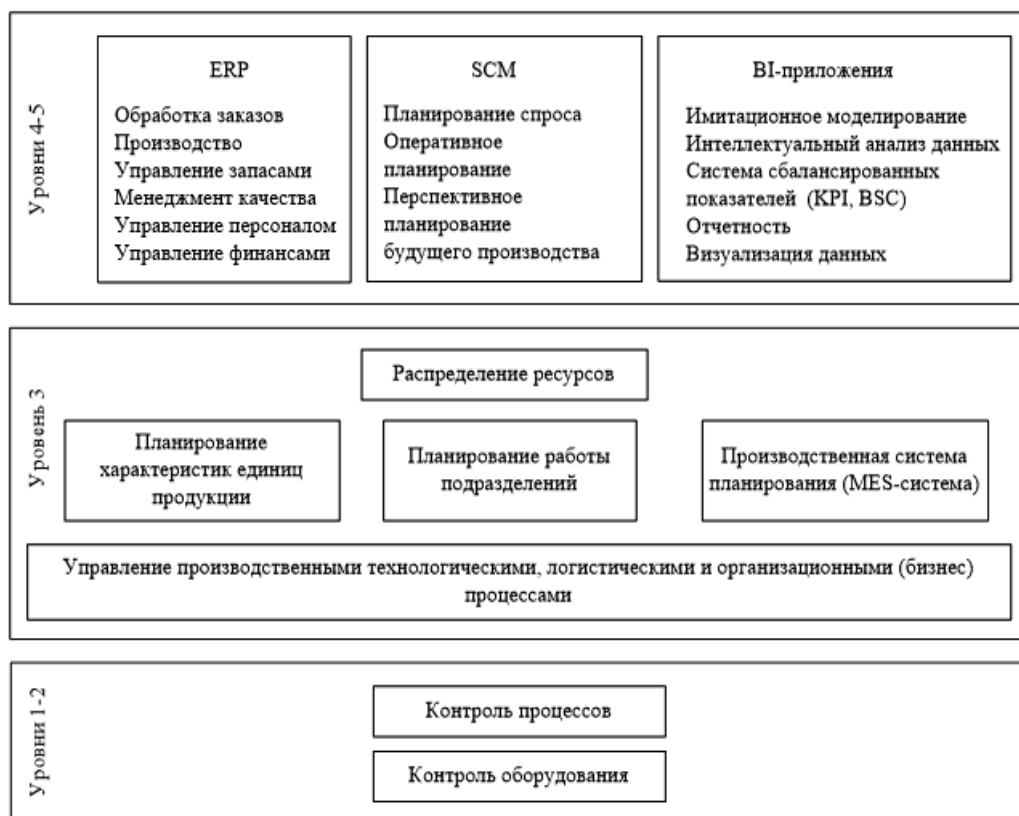 Уровни 4-5
ERP
Обработка заказов
Производство
Управление запасами
Менеджмент качества
Управление персоналом
Управление финансами
SCM
Планирование спроса
Оперативное
планирование
Перспективное
планирование
будущего производства
BI-приложения
Имитационное моделирование
Интеллектуальный анализ данных
Система сбалансированных
показателей (KPI, BSC)
Отчетность
Визуализация данных
Уровень 3
Распределение ресурсов
Планирование
характеристик единиц
продукции
Планирование работы
подразделений
Производственная система
планирования (MES-система)
Управление производственными технологическими, логистическими и организационными (бизнес)
процессами
Уровни 1-2
Контроль процессов
Контроль оборудования